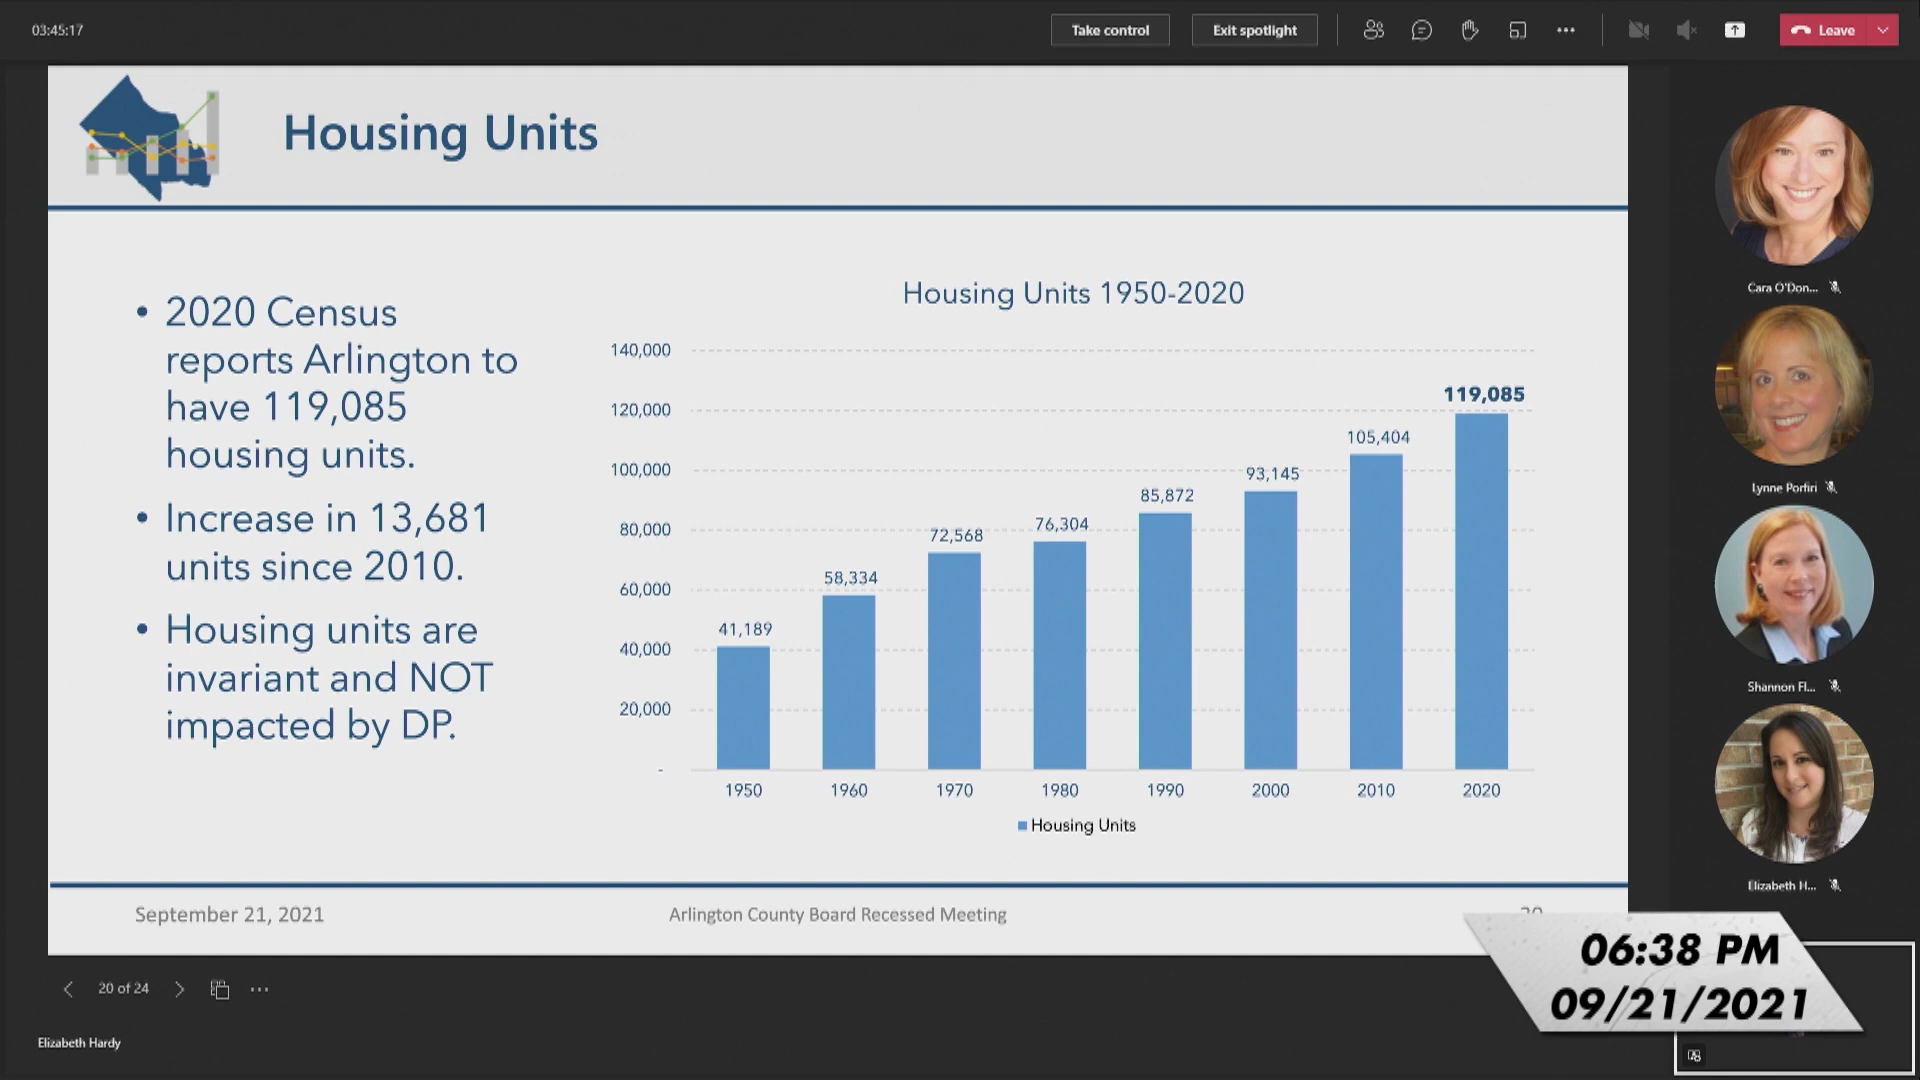 03:45:17
Take control
Exit spotlight
Leave
Housing Units
• 2020 Census
reports Arlington to
have 119,085
housing units.
• Increase in 13,681
units since 2010.
• Housing units are
invariant and NOT
impacted by DP.
Housing Units 1950-2020
140,000
120,000
100,000
80,000
60,000
40,000
20,000
-
41,189
58,334
72,568
76,304
85,872
93,145
105,404
119,085
1950
1960
1970
1980
1990
2000
2010
2020
Housing Units
September 21, 2021
Arlington County Board Recessed Meeting
Cara O'Don...
Lynne Porfiri
Shannon Fl...
Elizabeth H...
20 of 24
Elizabeth Hardy
06:38 PM
09/21/2021